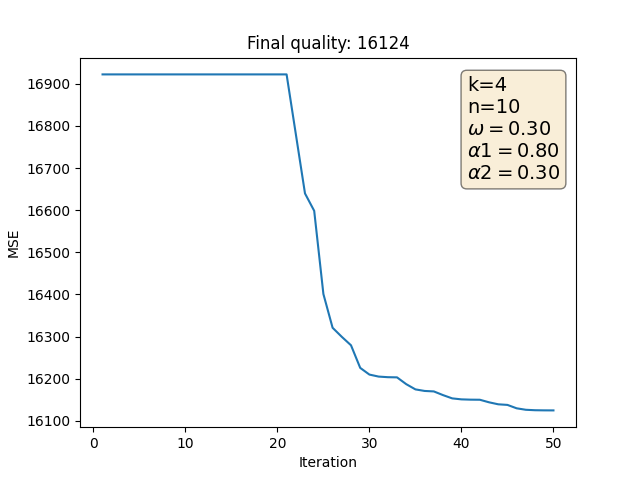 Final quality: 16124
MSE
16900
16800
16700
16600
16500
16400
16300
16200
16100
k=4
n=10
ω = 0.30
α1 = 0.80
α2 = 0.30
0 10 20 30 40 50
Iteration